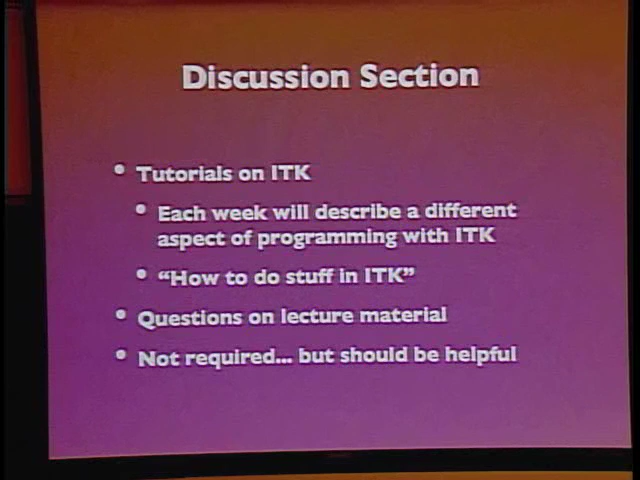 Discussion Section
• Tutorials on ITK
• Each week will describe a different
aspect of programming with ITK
• “How to do stuff in ITK”
• Questions on lecture material
• Not required... but should be helpful